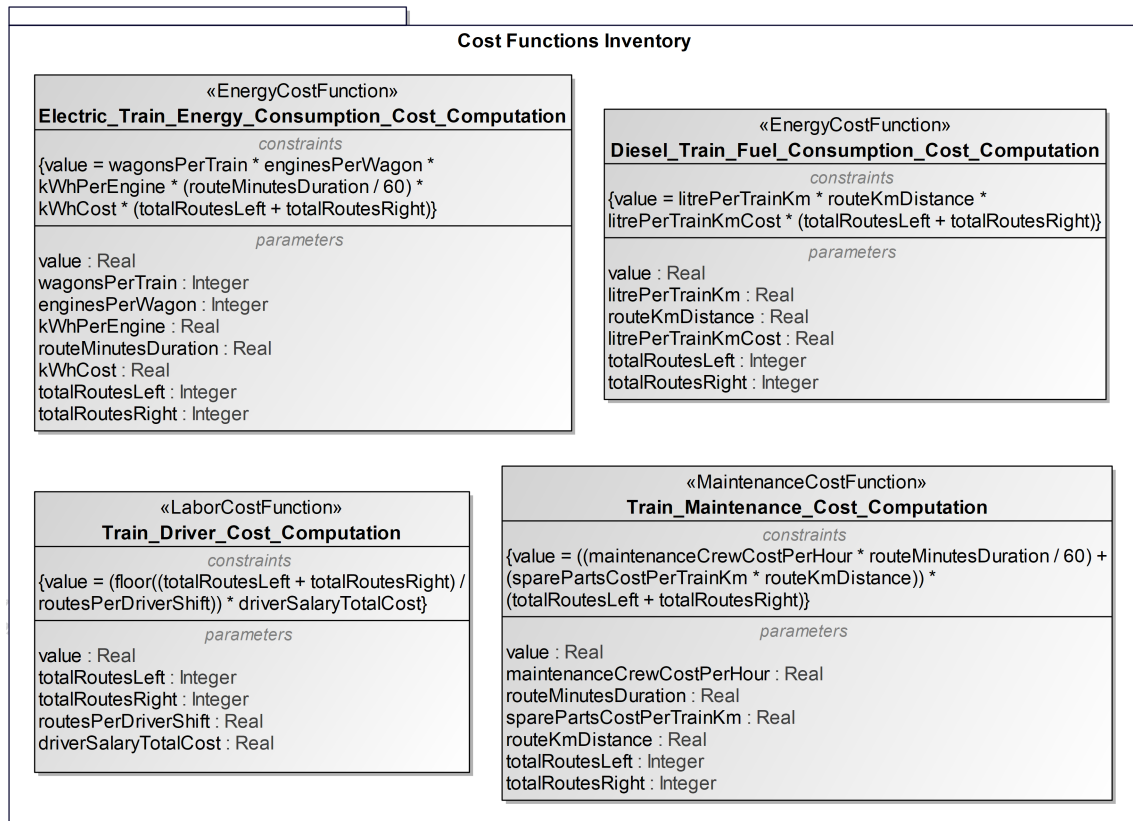 Cost Functions Inventory
«EnergyCostFunction»
Electric_Train_Energy_Consumption_Cost_Computation
constraints
{value = wagonsPerTrain * enginesPerWagon *
kWhPerEngine * (routeMinutesDuration / 60) *
kWhCost * (totalRoutesLeft + totalRoutesRight)}
parameters
value : Real
wagonsPerTrain : Integer
enginesPerWagon : Integer
kWhPerEngine : Real
routeMinutesDuration : Real
kWhCost : Real
totalRoutesLeft : Integer
totalRoutesRight : Integer
«EnergyCostFunction»
Diesel_Train_Fuel_Consumption_Cost_Computation
constraints
{value = litrePerTrainKm * routeKmDistance *
litrePerTrainKmCost * (totalRoutesLeft + totalRoutesRight)}
parameters
value : Real
litrePerTrainKm : Real
routeKmDistance : Real
litrePerTrainKmCost : Real
totalRoutesLeft : Integer
totalRoutesRight : Integer
«LaborCostFunction»
Train_Driver_Cost_Computation
constraints
{value = (floor((totalRoutesLeft + totalRoutesRight) /
routesPerDriverShift)) * driverSalaryTotalCost}
parameters
value : Real
totalRoutesLeft : Integer
totalRoutesRight : Integer
routesPerDriverShift : Real
driverSalaryTotalCost : Real
«MaintenanceCostFunction»
Train_Maintenance_Cost_Computation
constraints
{value = ((maintenanceCrewCostPerHour * routeMinutesDuration / 60) +
(sparePartsCostPerTrainKm * routeKmDistance)) *
(totalRoutesLeft + totalRoutesRight)}
parameters
value : Real
maintenanceCrewCostPerHour : Real
routeMinutesDuration : Real
sparePartsCostPerTrainKm : Real
routeKmDistance : Real
totalRoutesLeft : Integer
totalRoutesRight : Integer